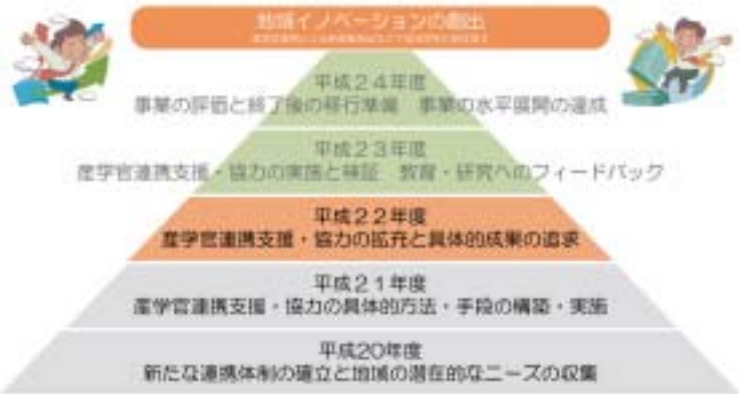 地域イノベーションの創出
平成24年度
事業の評価と終了後の移行準備　事業の水平展開の達成
平成23年度
産学官連携支援・協力の実施と検証　教育・研究へのフィードバック
平成22年度
産学官連携支援・協力の拡充と具体的成果の追求
平成21年度
産学官連携支援・協力の具体的方法・手段の構築・実施
平成20年度
新たな連携体制の確立と地域の潜在的なニーズの収集